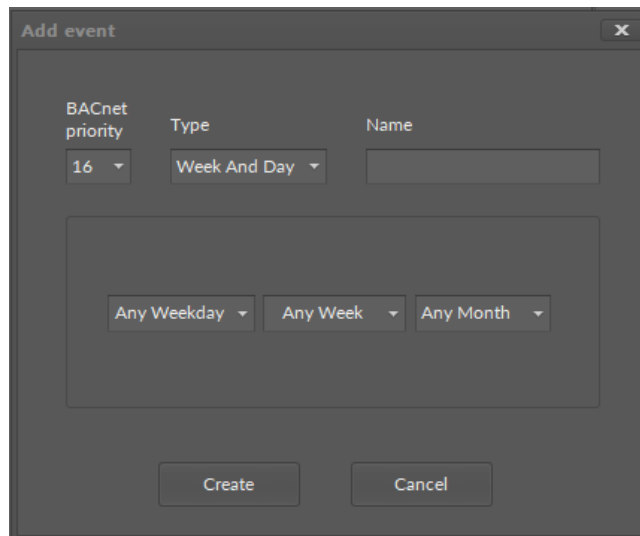 Add event
x
BACnet
priority
Type
Name
16
Week And Day
Any Weekday
Any Week
Any Month
Create
Cancel